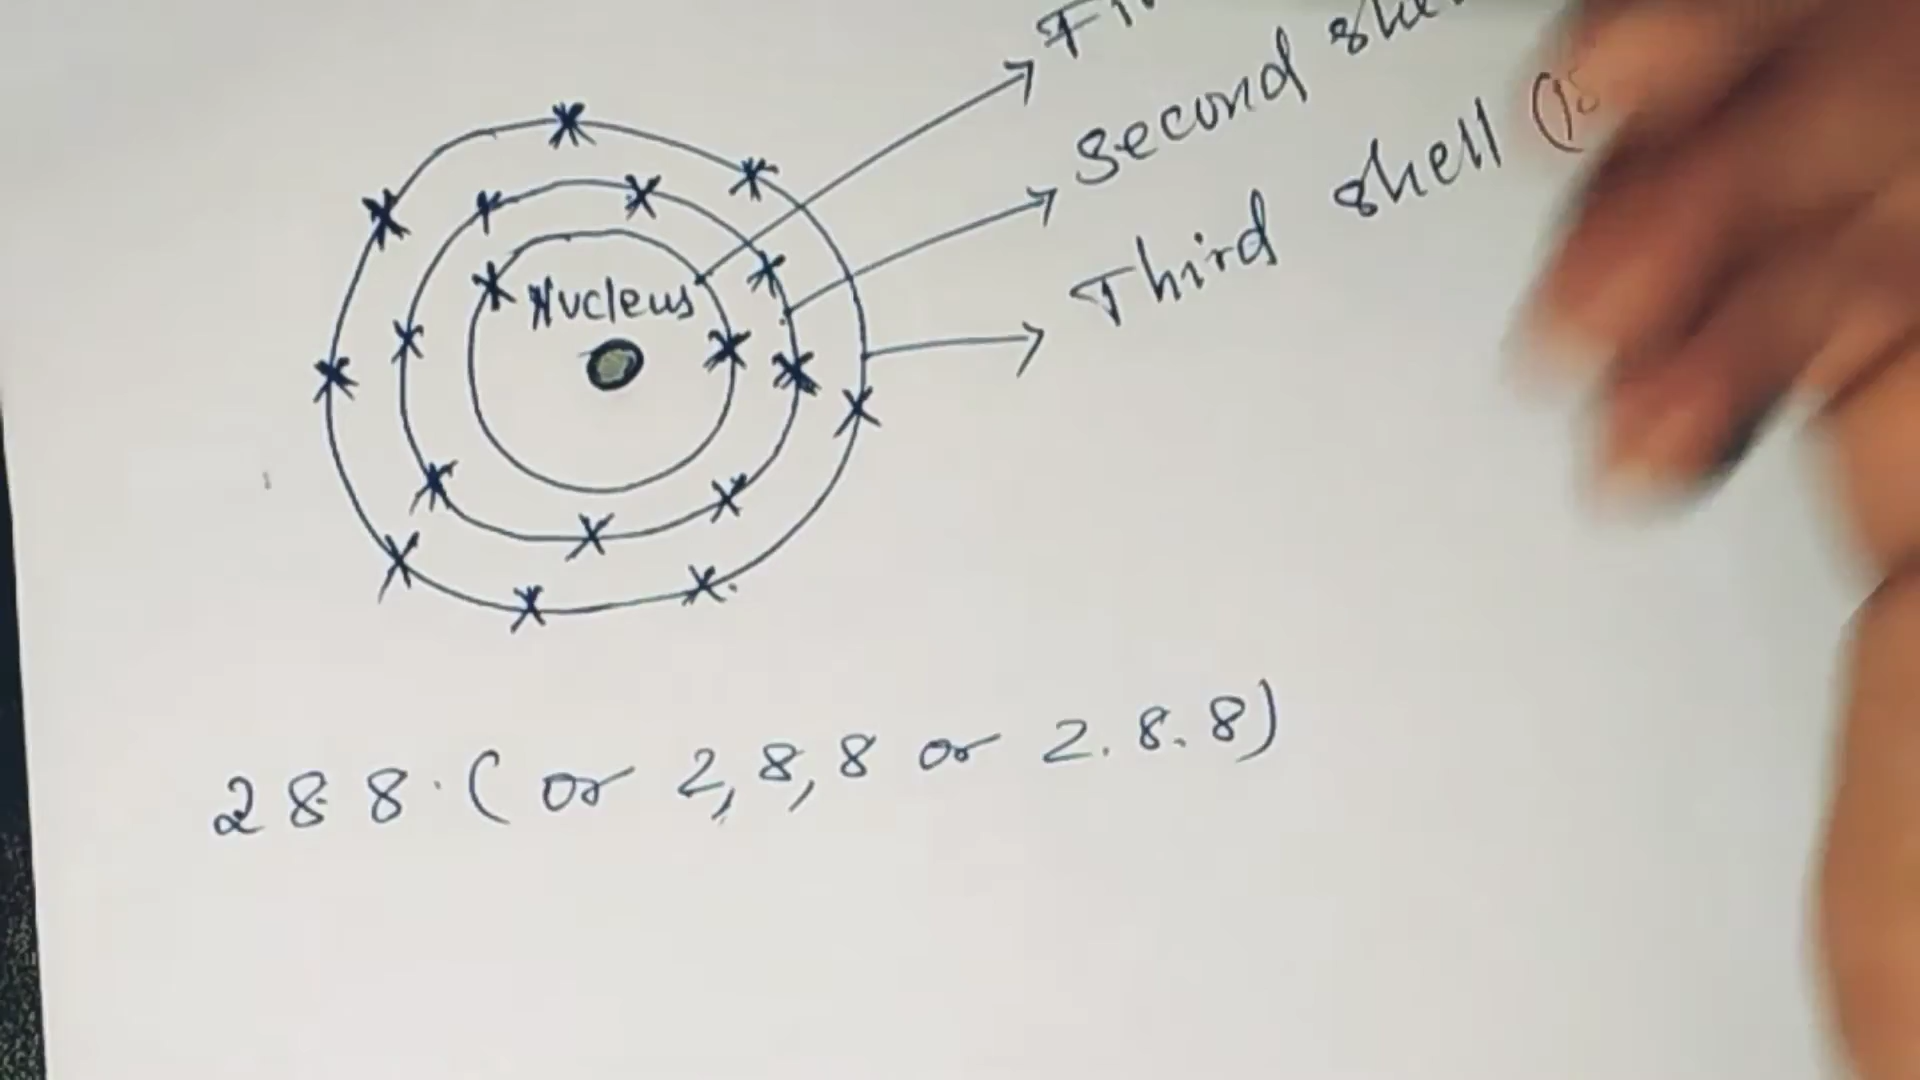 Second
Third shell
Nucleus
2 8 8 (or 2,8,8 or 2.8.8)